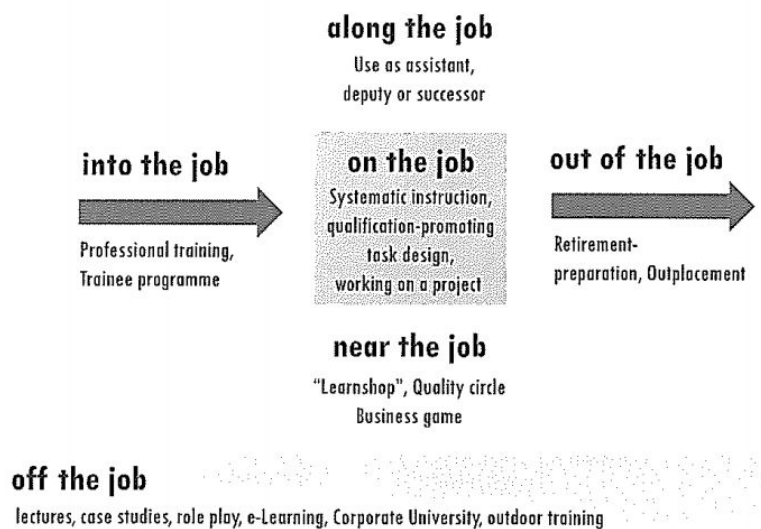 along the job
Use as assistant,
deputy or successor
into the job
Professional training,
Trainee programme
on the job
Systematic instruction,
qualification-promoting
task design,
working on a project
out of the job
Retirement-
preparation, Outplacement
near the job
"Learnshop", Quality circle
Business game
off the job
lectures, case studies, role play, e-Learning, Corporate University, outdoor training